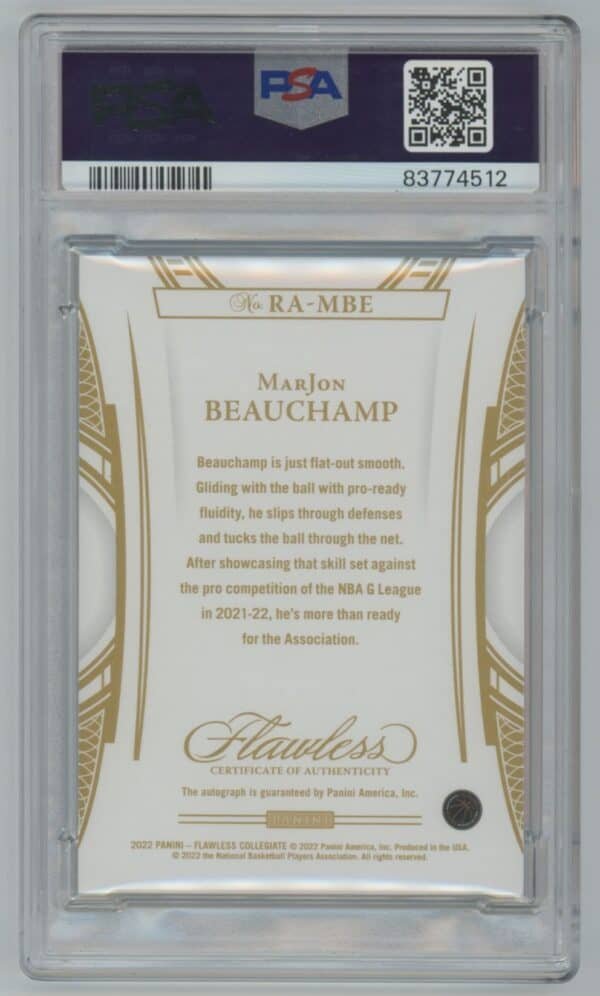 PSA
PSA
83774512
No. RA-MBE
MarJon
BEAUCHAMP
Beauchamp is just flat-out smooth.
Gliding with the ball with pro-ready
fluidity, he slips through defenses
and tucks the ball through the net.
After showcasing that skill set against
the pro competition of the NBA G League
in 2021-22, he's more than ready
for the Association.
Flawless
CERTIFICATE OF AUTHENTICITY
The autograph is guaranteed by Panini America, Inc.
PANINI
2022 PANINI – FLAWLESS COLLEGIATE © 2022 Panini America, Inc. Produced in the USA.
© 2022 the National Basketball Players Association. All rights reserved.